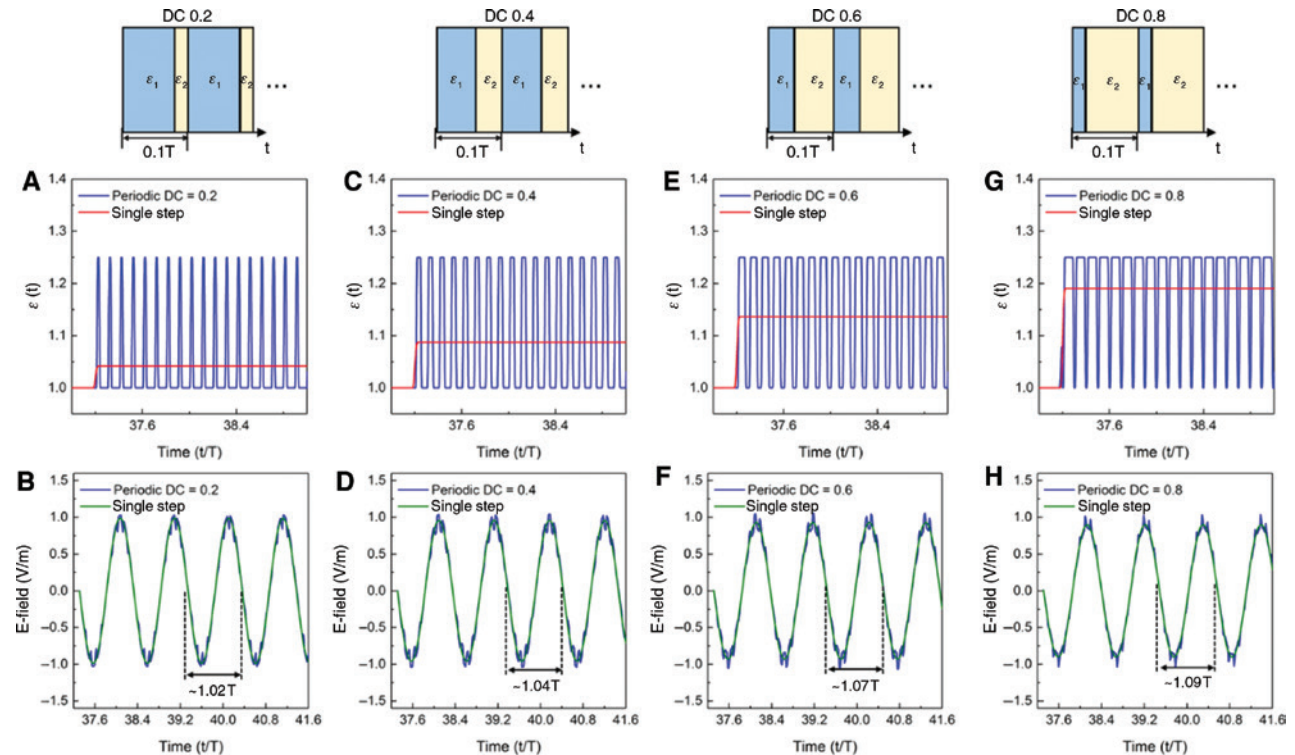 DC 0.2
ε1 ε2 ε1 ε2 ...
0.1T t
DC 0.4
ε1 ε2 ε1 ε2 ...
0.1T t
DC 0.6
ε1 ε2 ε1 ε2 ...
0.1T t
DC 0.8
ε1 ε2 ε1 ε2 ...
0.1T t
A
Periodic DC = 0.2
Single step
1.4
1.3
1.2
1.1
1.0
ε (t)
37.6 38.4
Time (t/T)
C
Periodic DC = 0.4
Single step
1.4
1.3
1.2
1.1
1.0
37.6 38.4
Time (t/T)
E
Periodic DC = 0.6
Single step
1.4
1.3
1.2
1.1
1.0
ε (t)
37.6 38.4
Time (t/T)
G
Periodic DC = 0.8
Single step
1.4
1.3
1.2
1.1
1.0
ε (t)
37.6 38.4
Time (t/T)
B
Periodic DC = 0.2
Single step
1.5
1.0
0.5
0.0
−0.5
−1.0
−1.5
E-field (V/m)
~1.02T
37.6 38.4 39.2 40.0 40.8 41.6
Time (t/T)
D
Periodic DC = 0.4
Single step
1.5
1.0
0.5
0.0
−0.5
−1.0
−1.5
E-field (V/m)
~1.04T
37.6 38.4 39.2 40.0 40.8 41.6
Time (t/T)
F
Periodic DC = 0.6
Single step
1.5
1.0
0.5
0.0
−0.5
−1.0
−1.5
E-field (V/m)
~1.07T
37.6 38.4 39.2 40.0 40.8 41.6
Time (t/T)
H
Periodic DC = 0.8
Single step
1.5
1.0
0.5
0.0
−0.5
−1.0
−1.5
E-field (V/m)
~1.09T
37.6 38.4 39.2 40.0 40.8 41.6
Time (t/T)